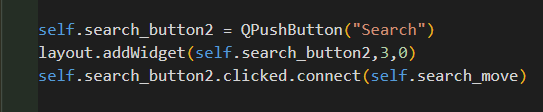 self.search_button2 = QPushButton("Search")
layout.addWidget(self.search_button2,3,0)
self.search_button2.clicked.connect(self.search_move)